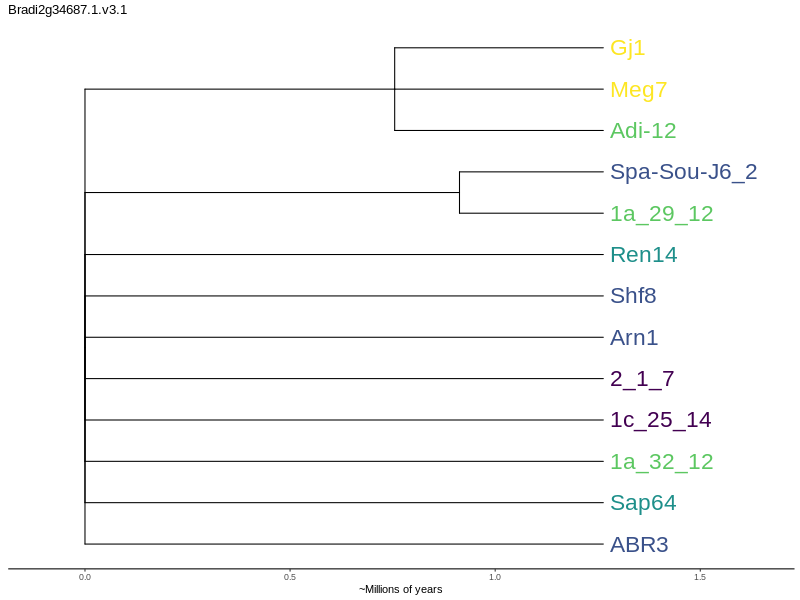 Bradi2g34687.1.v3.1
Gj1
Meg7
Adi-12
Spa-Sou-J6_2
1a_29_12
Ren14
Shf8
Arn1
2_1_7
1c_25_14
1a_32_12
Sap64
ABR3
0.0 0.5 1.0 1.5
~Millions of years